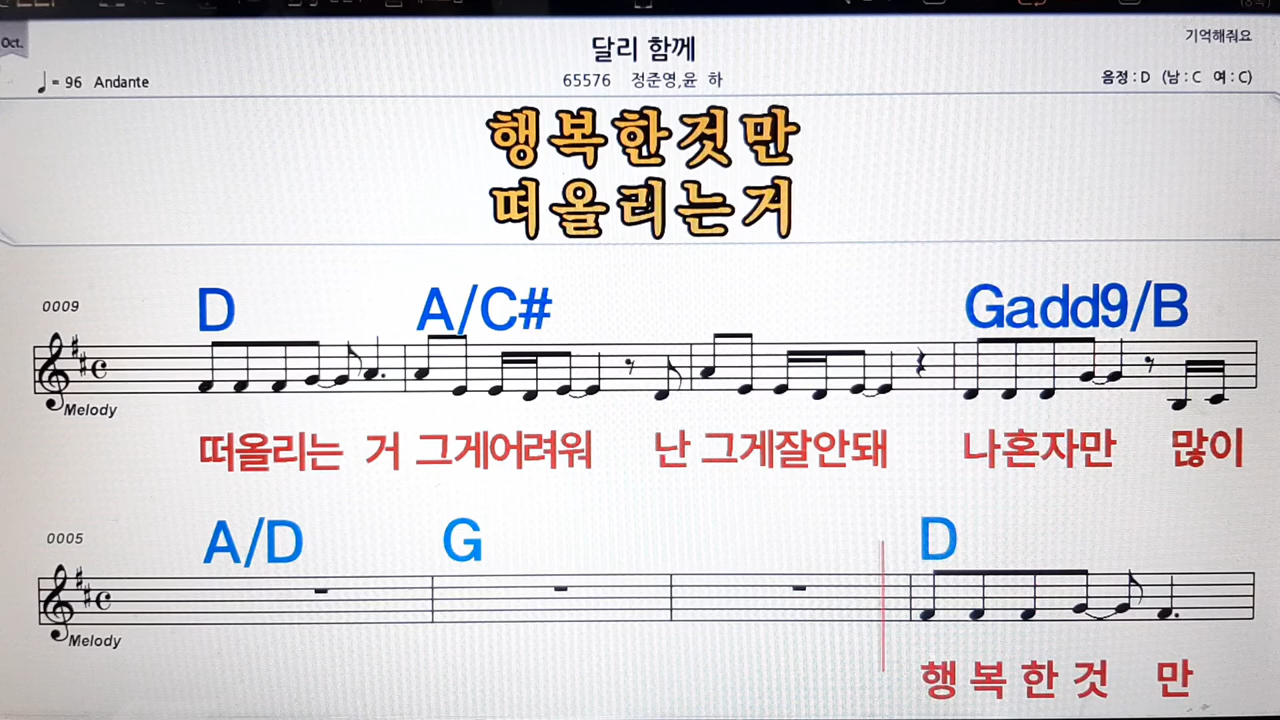 Oct.
달리 함께
기억해줘요
♩ = 96 Andante
65576 정준영,윤 하
음정 : D (남 : C 여 : C)
행복한것만
떠올리는거
0009
D A/C# Gadd9/B
Melody
떠올리는 거 그게어려워 난 그게잘안돼 나혼자만 많이
0005
A/D G D
Melody
행복한것 만